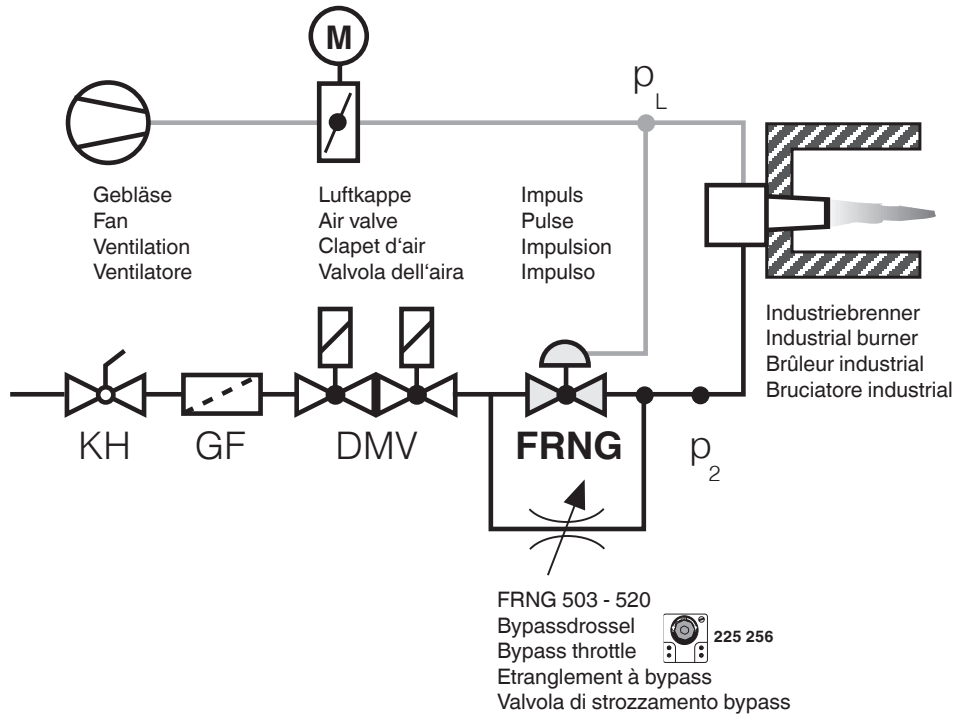 M
p L
Gebläse
Fan
Ventilation
Ventilatore
Luftkappe
Air valve
Clapet d‘air
Valvola dell‘aira
Impuls
Pulse
Impulsion
Impulso
Industriebrenner
Industrial burner
Brûleur industrial
Bruciatore industrial
KH
GF
DMV
FRNG
p 2
FRNG 503 - 520
Bypassdrossel
Bypass throttle
Etranglement à bypass
Valvola di strozzamento bypass
225 256